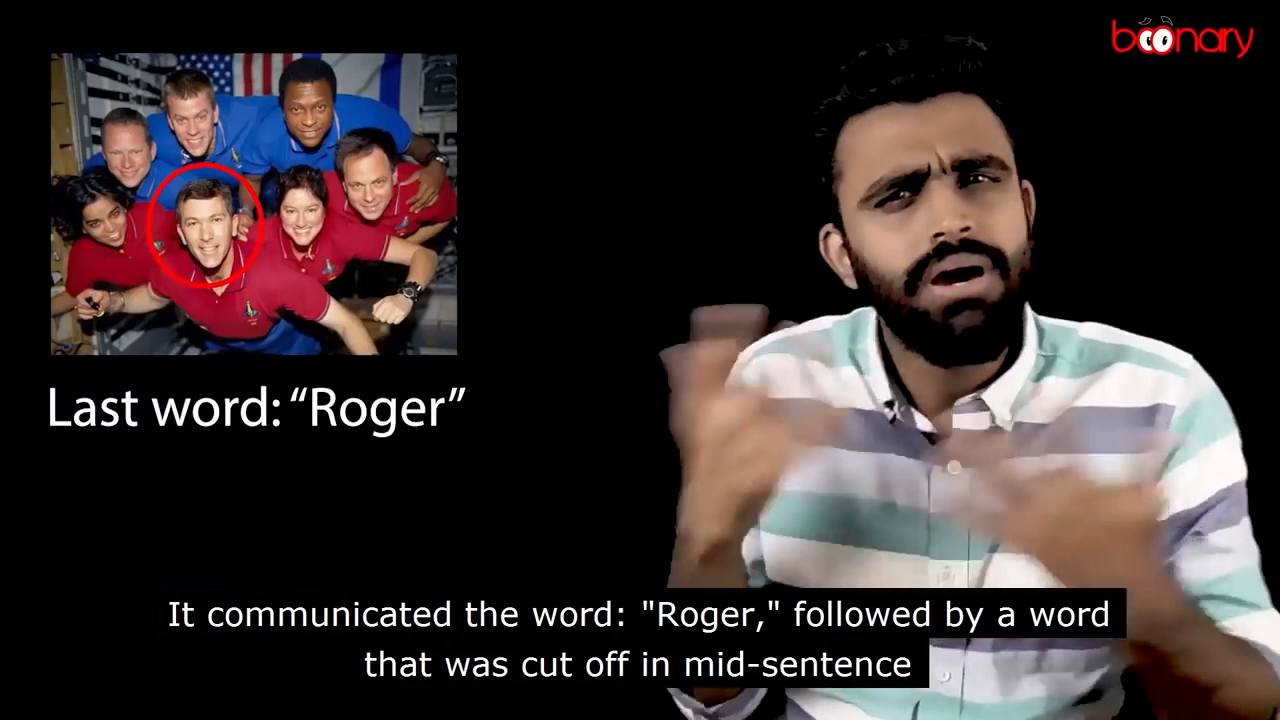 boonary
Last word: “Roger”
It communicated the word: "Roger," followed by a word
that was cut off in mid-sentence